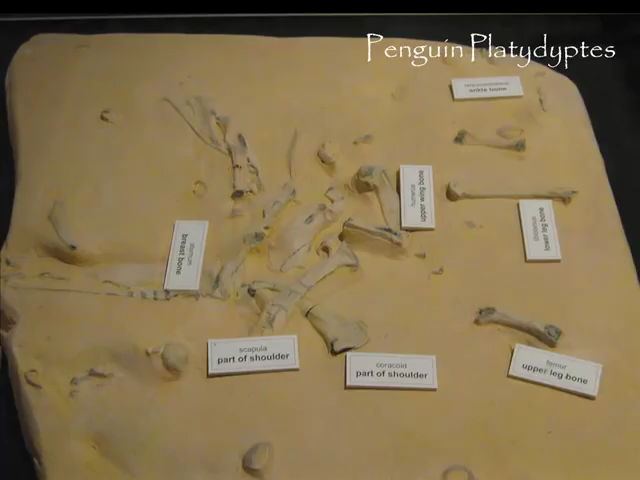 Penguin Platydyptes
ankle bone
humerus
upper wing bone
lower leg bone
sternum
breast bone
scapula
part of shoulder
coracoid
part of shoulder
femur
upper leg bone